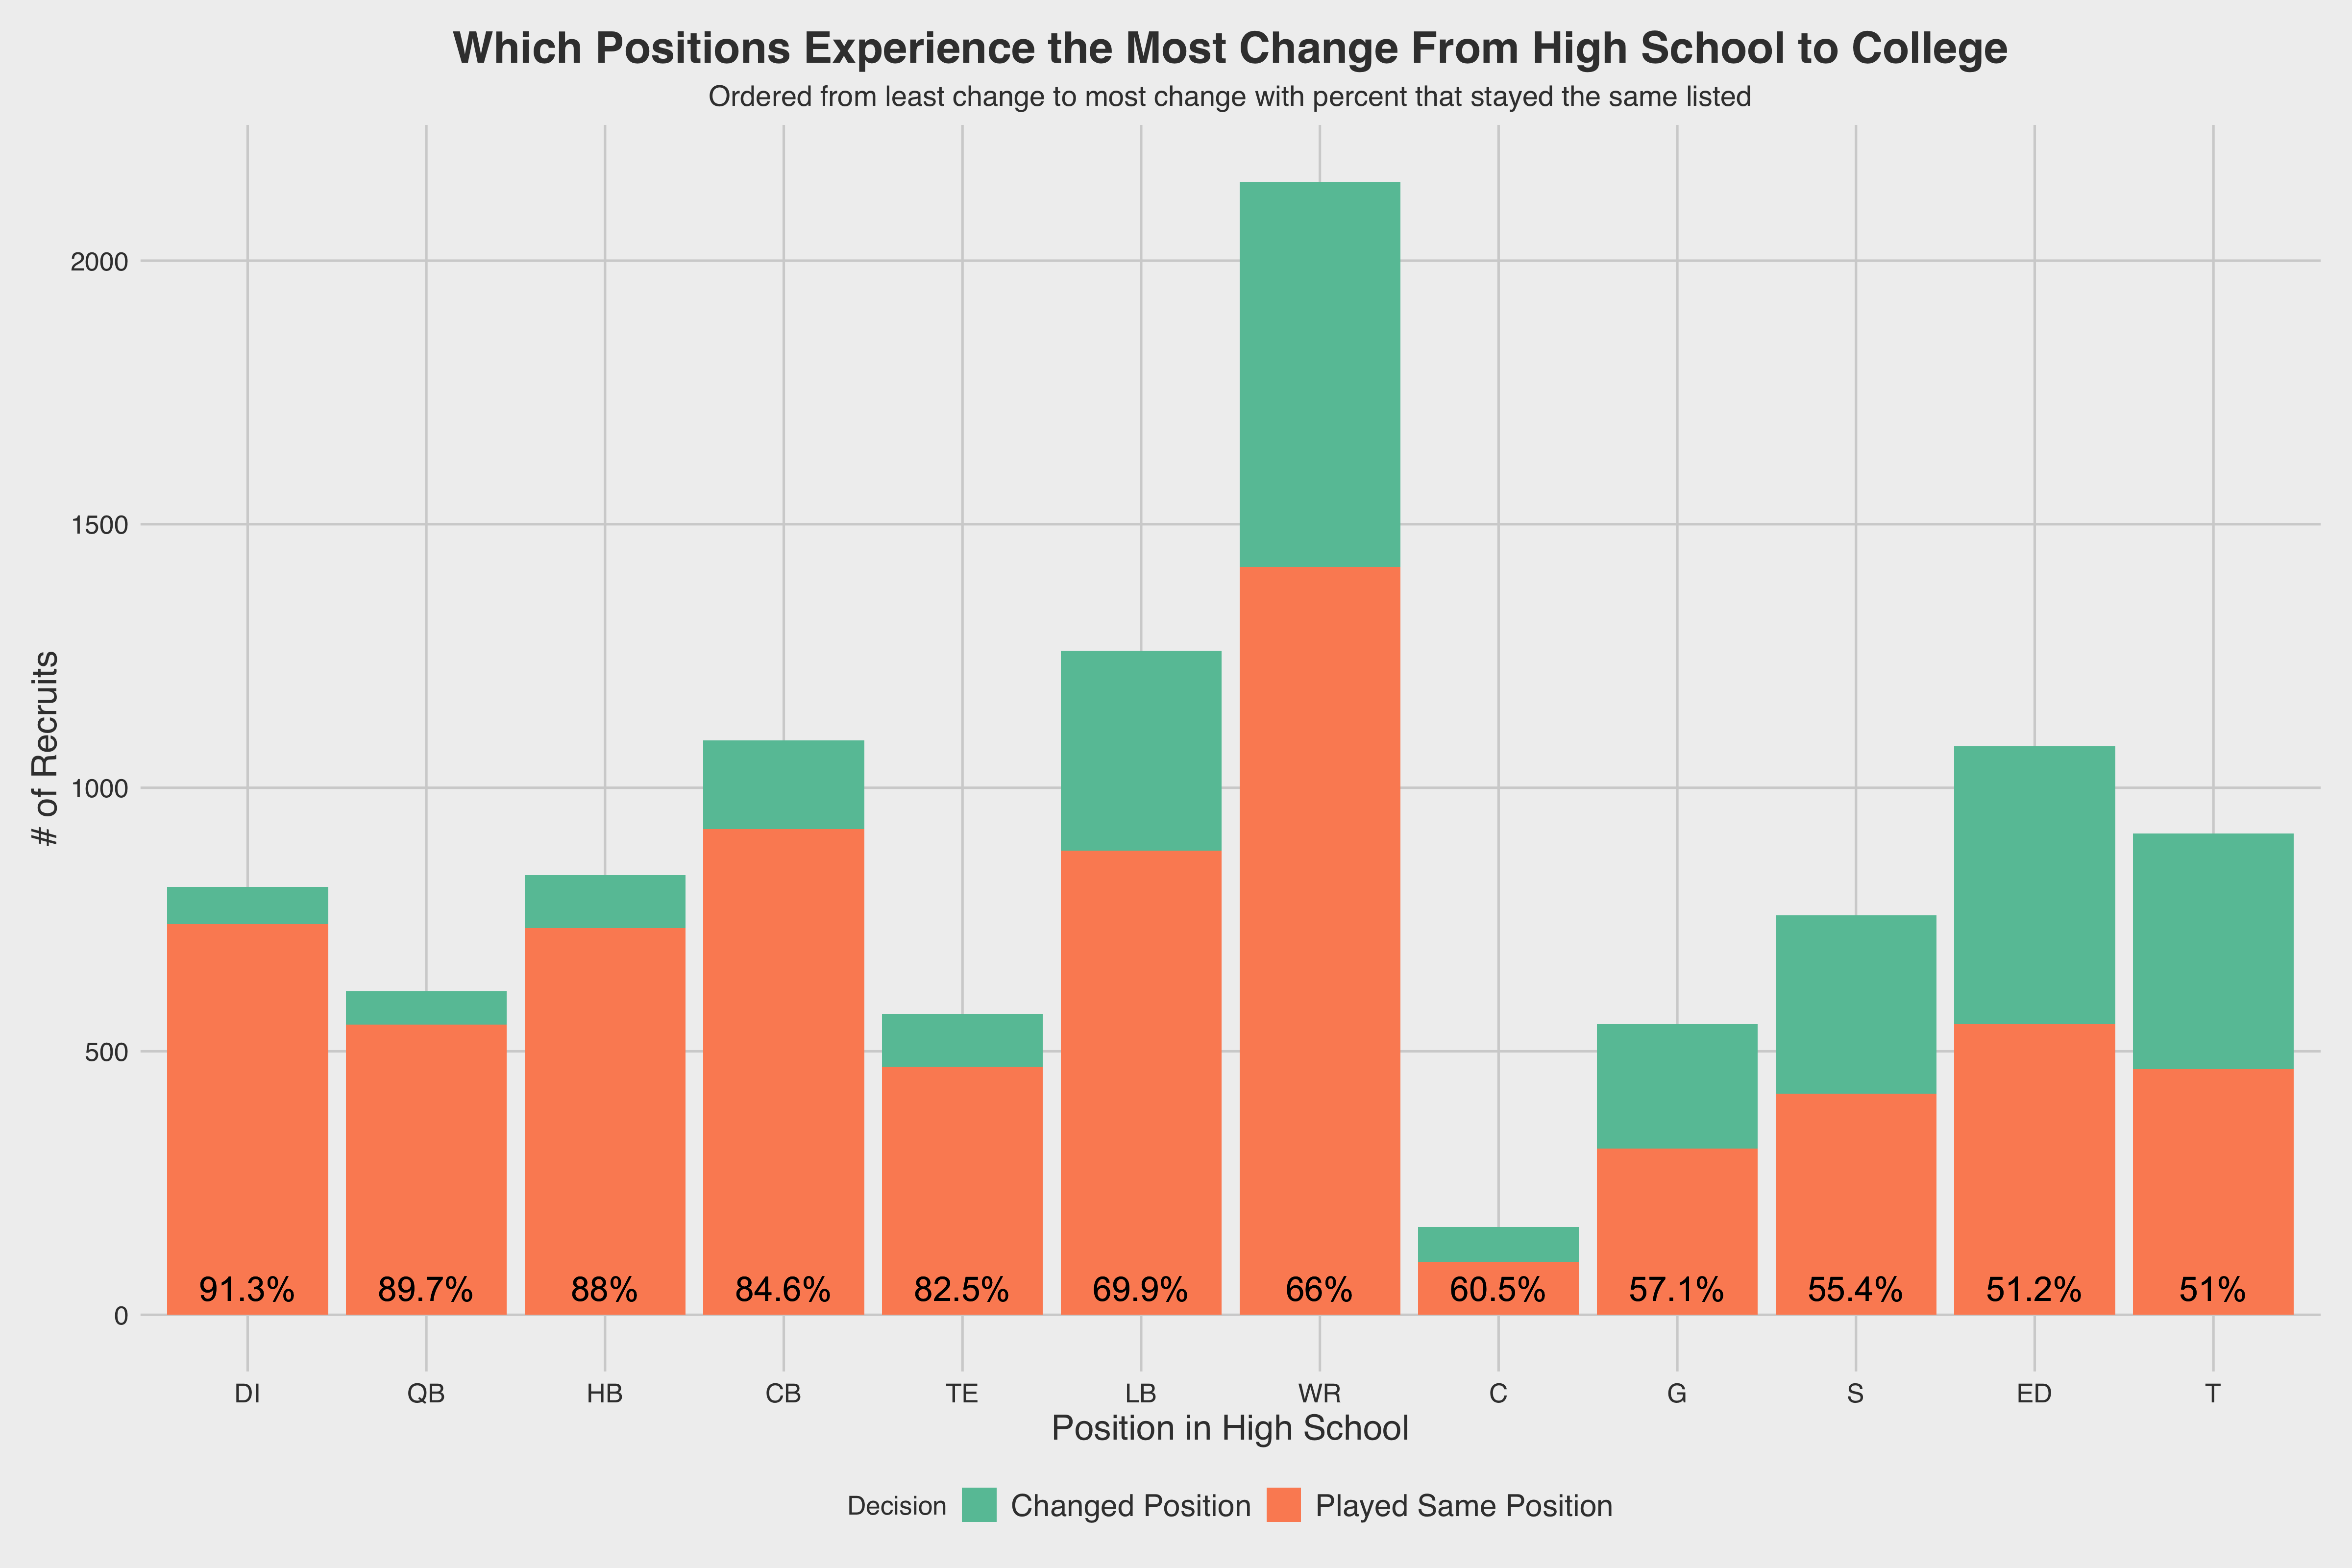 Which Positions Experience the Most Change From High School to College
Ordered from least change to most change with percent that stayed the same listed
# of Recruits
2000
1500
1000
500
0
91.3% 89.7% 88% 84.6% 82.5% 69.9% 66% 60.5% 57.1% 55.4% 51.2% 51%
DI QB HB CB TE LB WR C G S ED T
Position in High School
Decision Changed Position Played Same Position